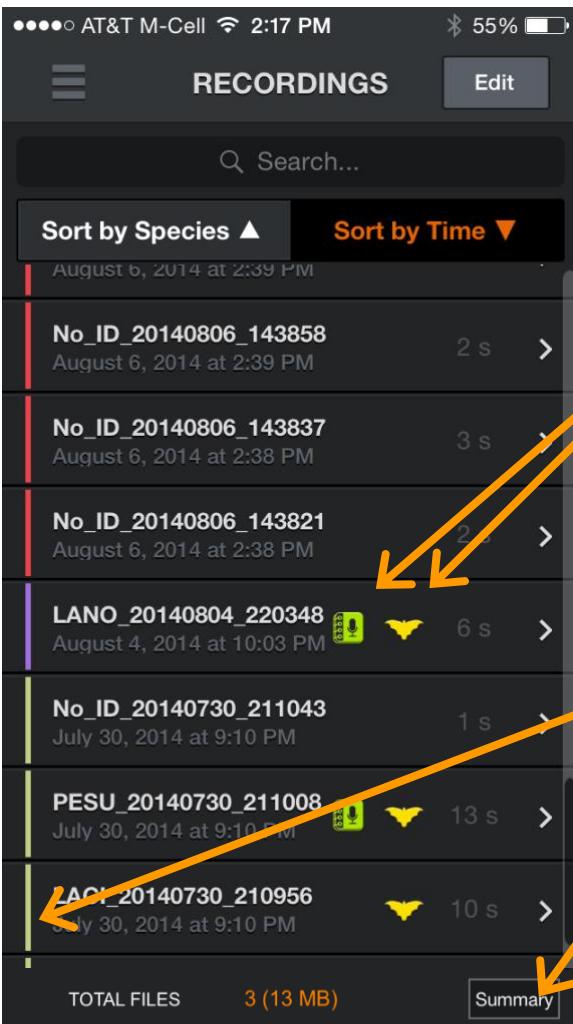 AT&T M-Cell 2:17 PM 55%
RECORDINGS Edit
Search...
Sort by Species ▲ Sort by Time ▼
August 6, 2014 at 2:39 PM
No_ID_20140806_143858 2 s
August 6, 2014 at 2:39 PM
No_ID_20140806_143837 3 s
August 6, 2014 at 2:38 PM
No_ID_20140806_143821 2 s
August 6, 2014 at 2:38 PM
LANO_20140804_220348 6 s
August 4, 2014 at 10:03 PM
No_ID_20140730_211043 1 s
July 30, 2014 at 9:10 PM
PESU_20140730_211008 13 s
July 30, 2014 at 9:10 PM
LACI_20140730_210956 10 s
July 30, 2014 at 9:10 PM
TOTAL FILES 3 (13 MB) Summary